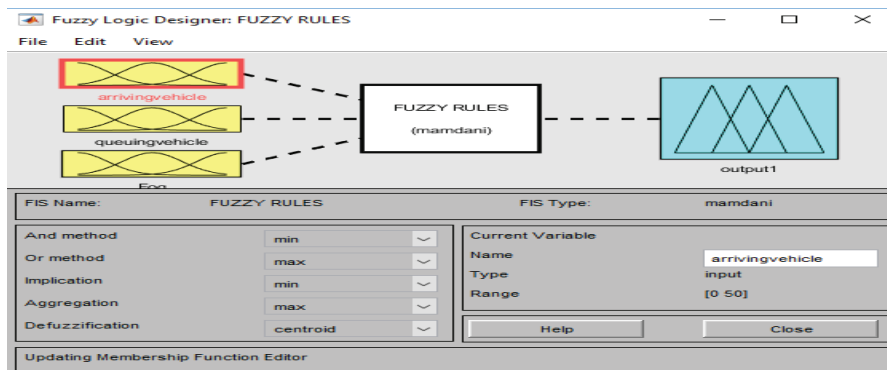 Fuzzy Logic Designer: FUZZY RULES
File Edit View
arrivingvehicle
queuingvehicle
Fog
FUZZY RULES
(mamdani)
output1
FIS Name: FUZZY RULES FIS Type: mamdani
And method min
Or method max
Implication min
Aggregation max
Defuzzification centroid
Current Variable
Name arrivingvehicle
Type input
Range [0 50]
Help Close
Updating Membership Function Editor